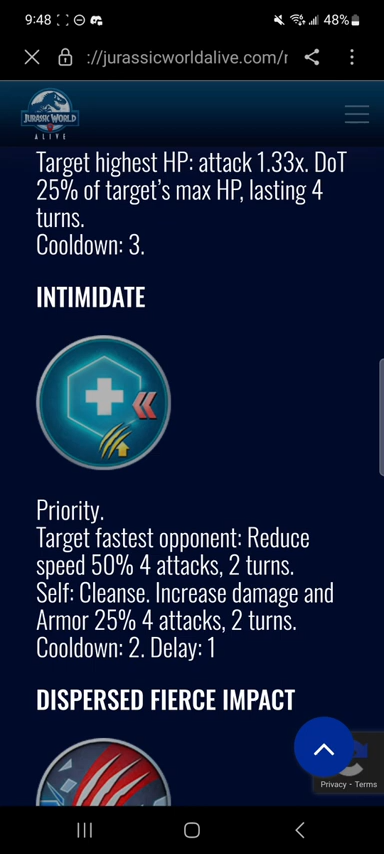 9:48
48%
://jurassicworldalive.com/r
JURASSIC WORLD
ALIVE
Target highest HP: attack 1.33x. DoT
25% of target’s max HP, lasting 4
turns.
Cooldown: 3.
INTIMIDATE
Priority.
Target fastest opponent: Reduce
speed 50% 4 attacks, 2 turns.
Self: Cleanse. Increase damage and
Armor 25% 4 attacks, 2 turns.
Cooldown: 2. Delay: 1
DISPERSED FIERCE IMPACT
Privacy - Terms